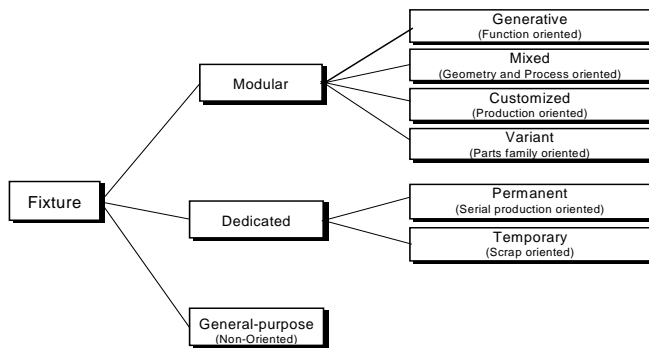 Generative
(Function oriented)
Mixed
(Geometry and Process oriented)
Modular
Customized
(Production oriented)
Variant
(Parts family oriented)
Fixture
Permanent
(Serial production oriented)
Dedicated
Temporary
(Scrap oriented)
General-purpose
(Non-Oriented)